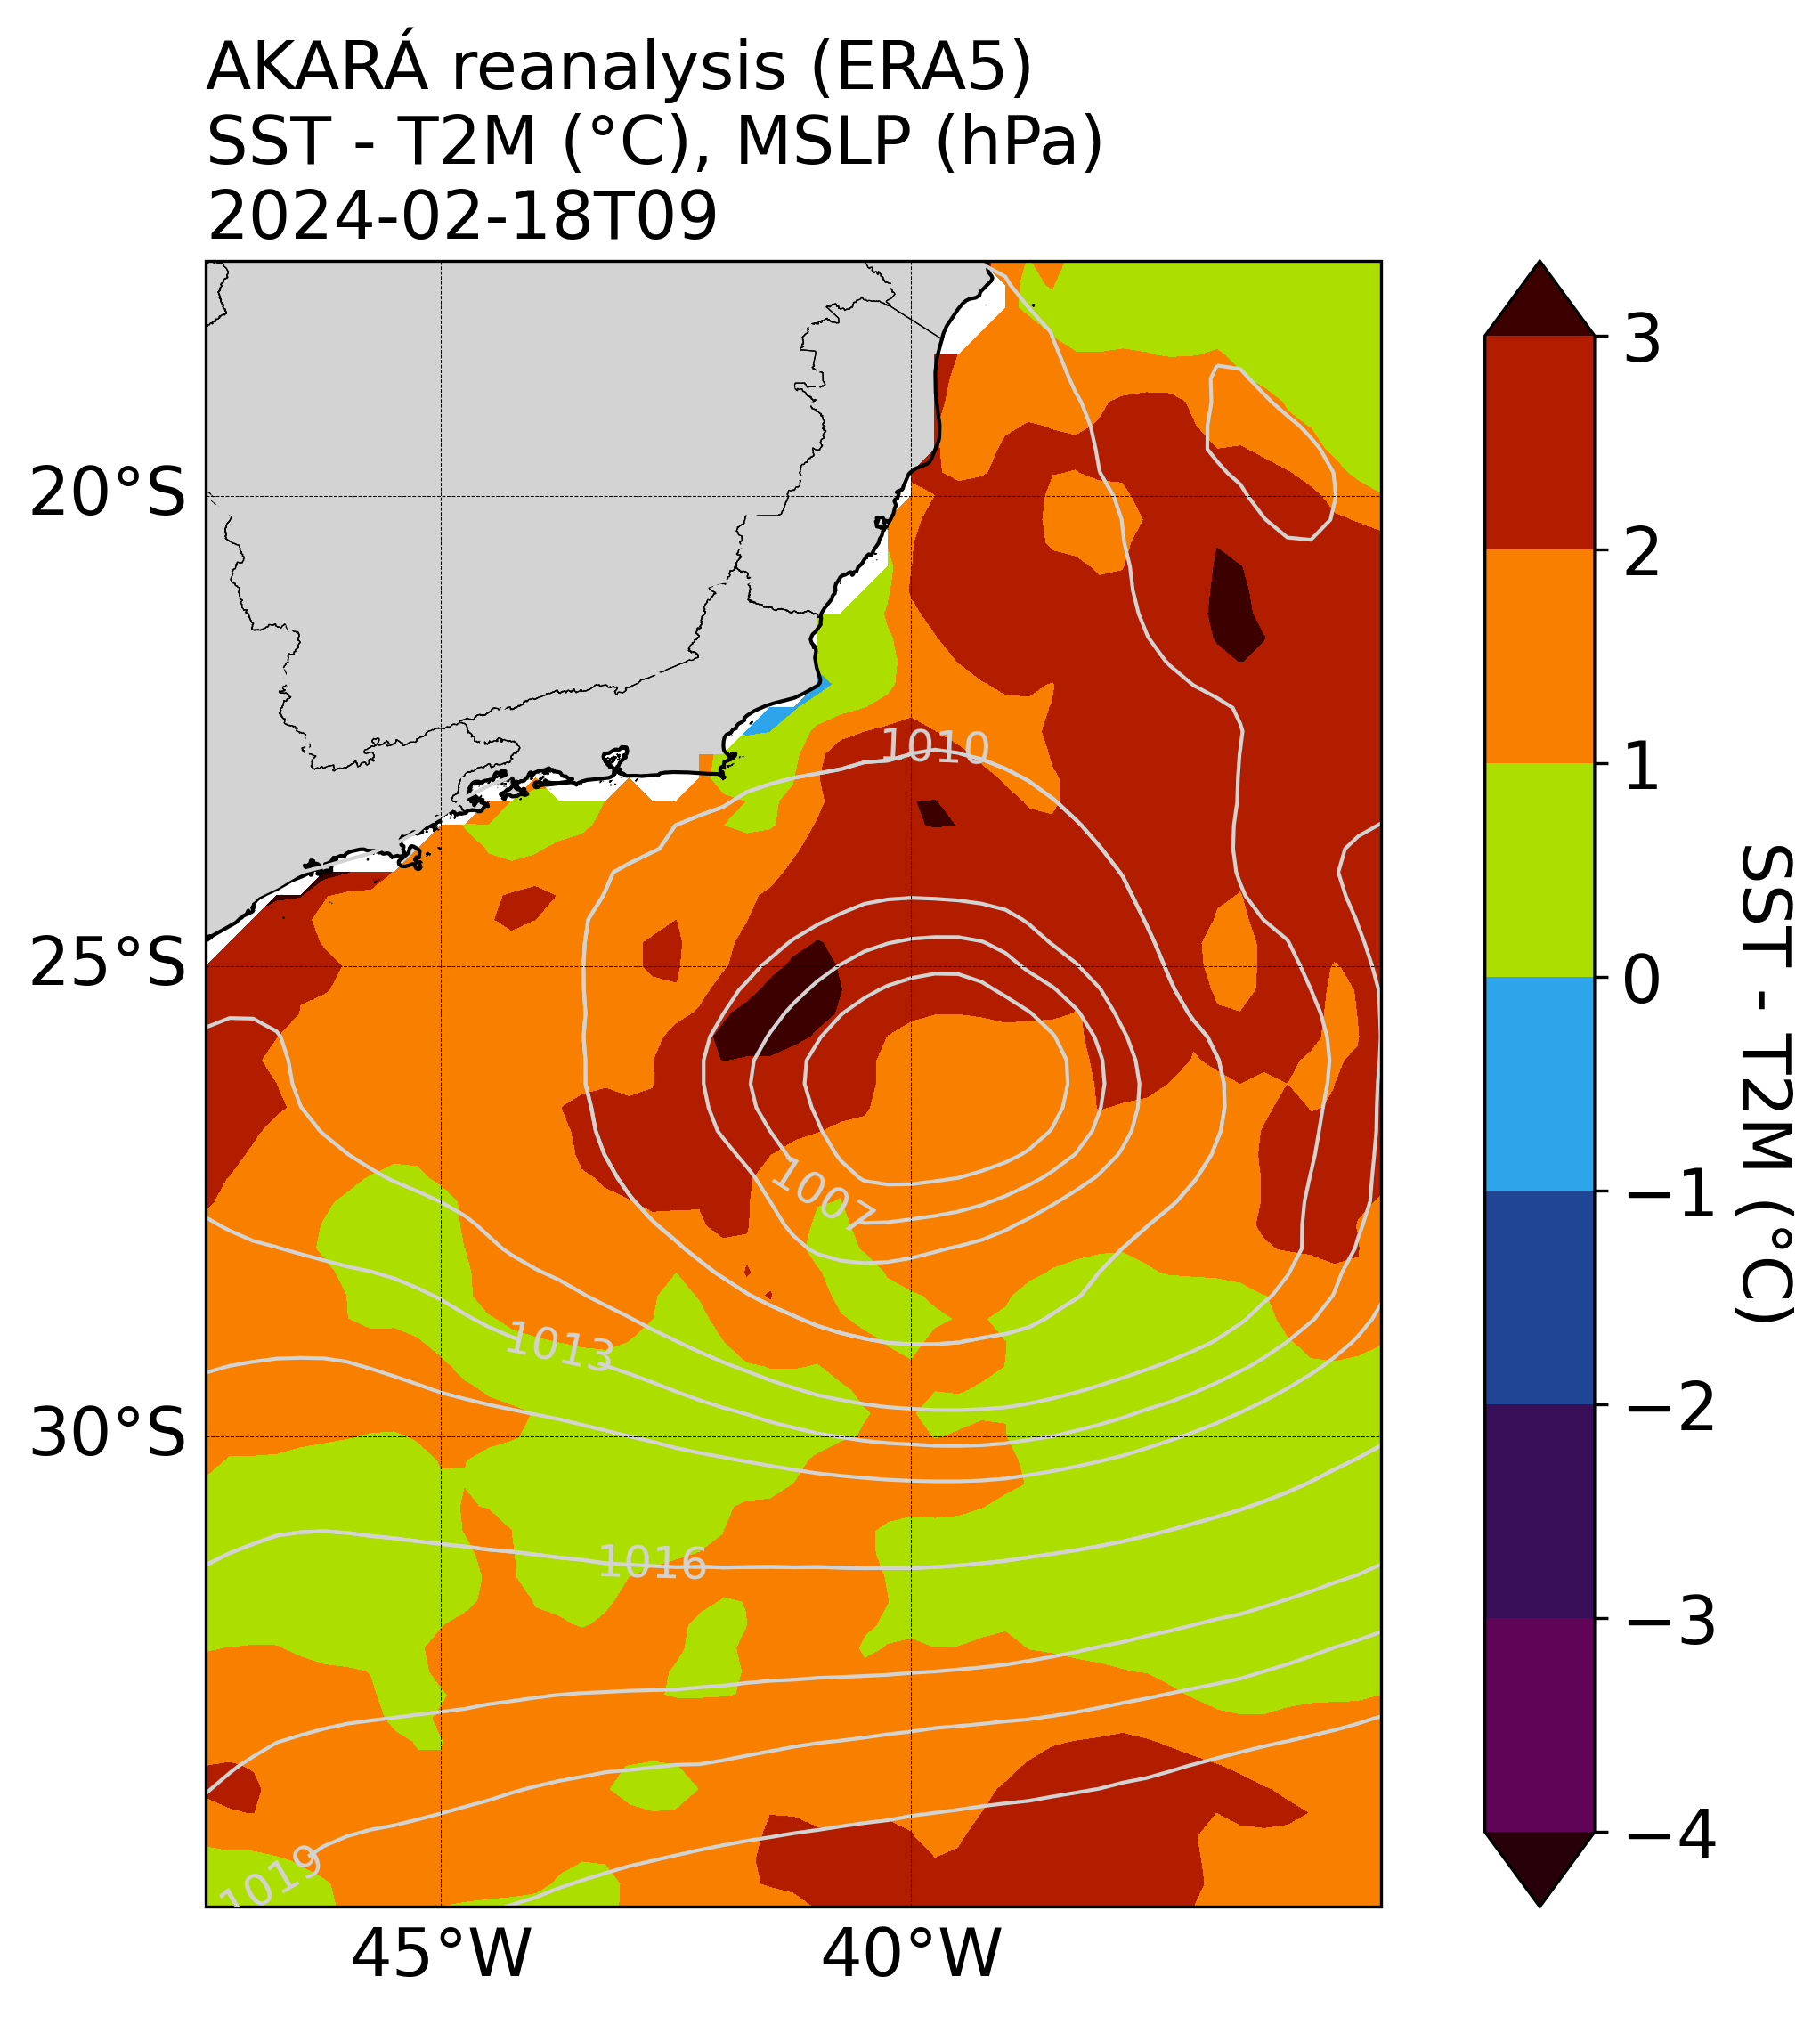 AKARÁ reanalysis (ERA5)
SST - T2M (°C), MSLP (hPa)
2024-02-18T09
20°S
25°S
30°S
45°W
40°W
1010
1007
1013
1016
1019
3
2
1
0
−1
−2
−3
−4
SST - T2M (°C)